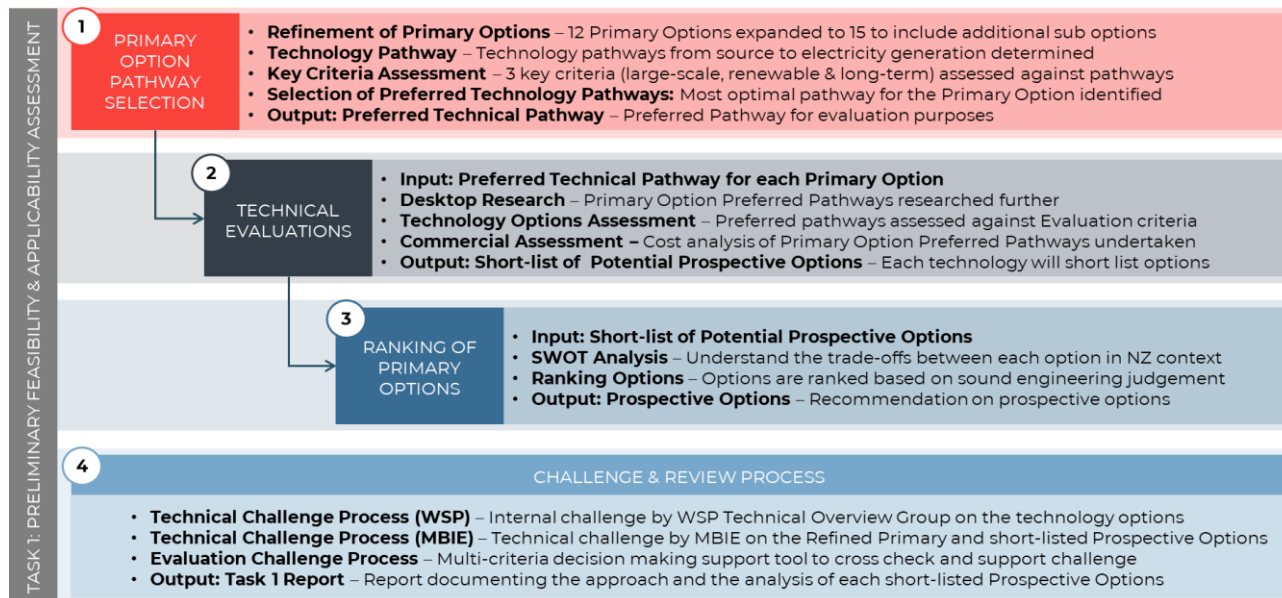 TASK 1: PRELIMINARY FEASIBILITY & APPLICABILITY ASSESSMENT
1
PRIMARY
OPTION
PATHWAY
SELECTION
• Refinement of Primary Options – 12 Primary Options expanded to 15 to include additional sub options
• Technology Pathway – Technology pathways from source to electricity generation determined
• Key Criteria Assessment – 3 key criteria (large-scale, renewable & long-term) assessed against pathways
• Selection of Preferred Technology Pathways: Most optimal pathway for the Primary Option identified
• Output: Preferred Technical Pathway – Preferred Pathway for evaluation purposes
2
TECHNICAL
EVALUATIONS
• Input: Preferred Technical Pathway for each Primary Option
• Desktop Research – Primary Option Preferred Pathways researched further
• Technology Options Assessment – Preferred pathways assessed against Evaluation criteria
• Commercial Assessment – Cost analysis of Primary Option Preferred Pathways undertaken
• Output: Short-list of Potential Prospective Options – Each technology will short list options
3
RANKING OF
PRIMARY
OPTIONS
• Input: Short-list of Potential Prospective Options
• SWOT Analysis – Understand the trade-offs between each option in NZ context
• Ranking Options – Options are ranked based on sound engineering judgement
• Output: Prospective Options – Recommendation on prospective options
4
CHALLENGE & REVIEW PROCESS
• Technical Challenge Process (WSP) – Internal challenge by WSP Technical Overview Group on the technology options
• Technical Challenge Process (MBIE) – Technical challenge by MBIE on the Refined Primary and short-listed Prospective Options
• Evaluation Challenge Process – Multi-criteria decision making support tool to cross check and support challenge
• Output: Task 1 Report – Report documenting the approach and the analysis of each short-listed Prospective Options